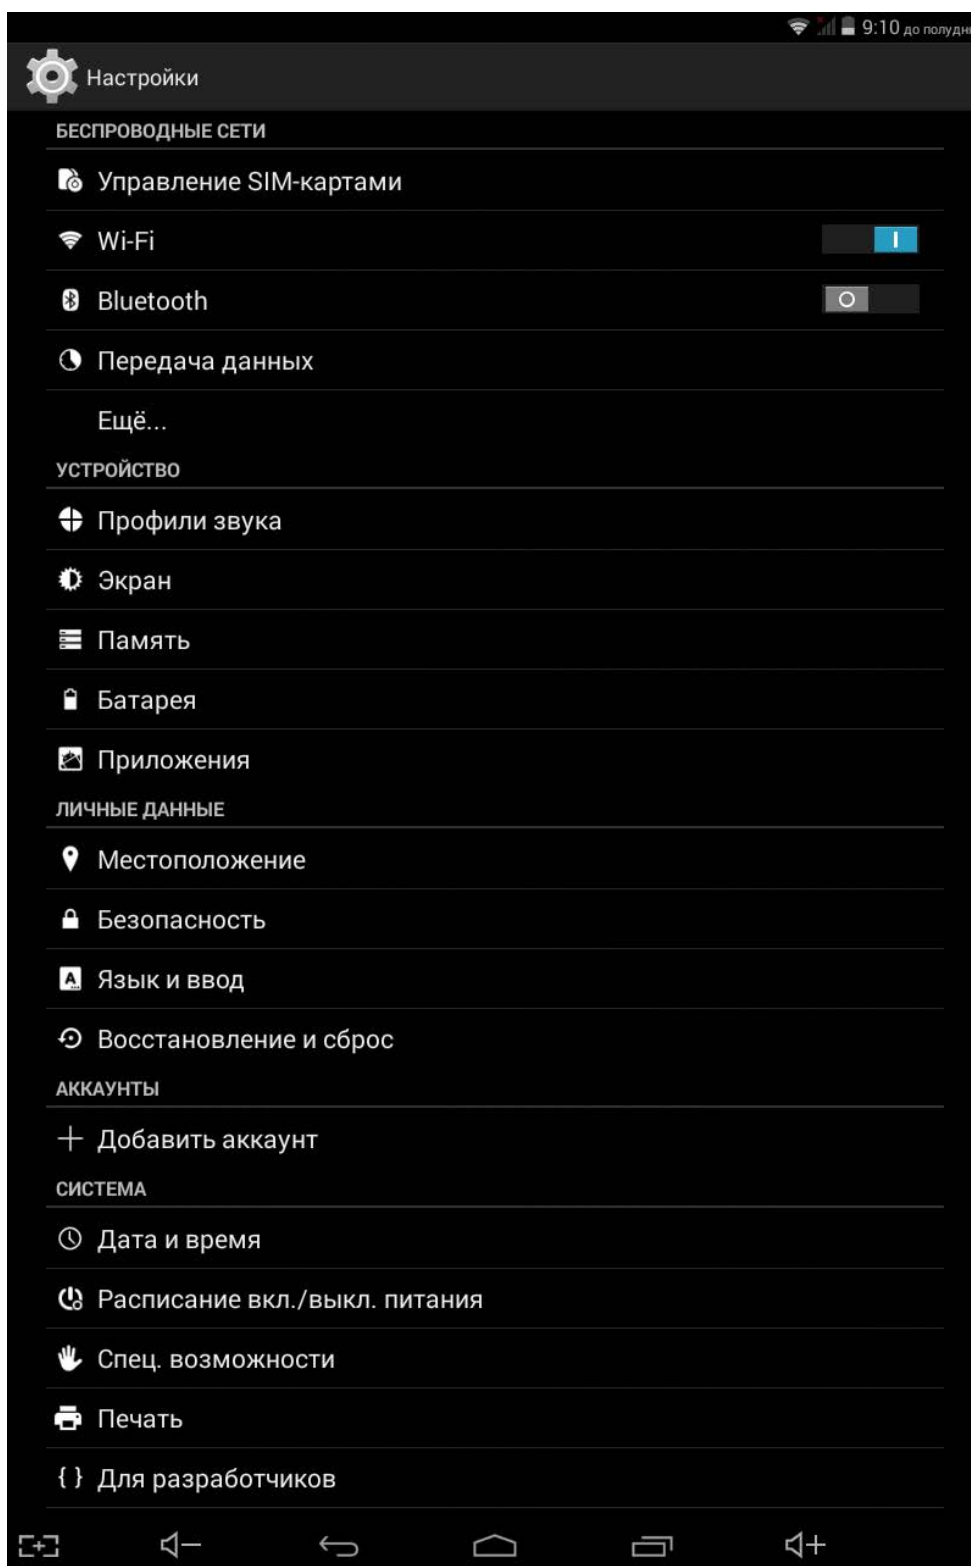 9:10 до полудня
Настройки
БЕСПРОВОДНЫЕ СЕТИ
Управление SIM-картами
Wi-Fi
Bluetooth
Передача данных
Ещё...
УСТРОЙСТВО
Профили звука
Экран
Память
Батарея
Приложения
ЛИЧНЫЕ ДАННЫЕ
Местоположение
Безопасность
Язык и ввод
Восстановление и сброс
АККАУНТЫ
Добавить аккаунт
СИСТЕМА
Дата и время
Расписание вкл./выкл. питания
Спец. возможности
Печать
{ } Для разработчиков